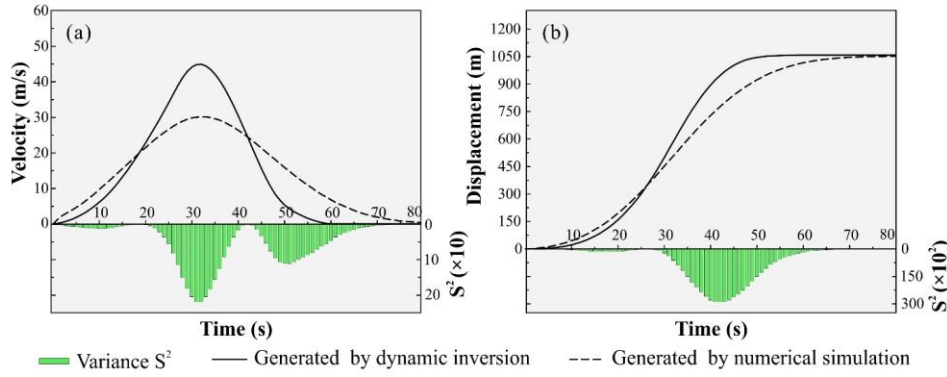 (a)
60
50
40
30
20
10
0
Velocity (m/s)
10 20 30 40 50 60 70 80
0
10
20
S² (×10)
Time (s)
(b)
1300
1200
1050
900
750
600
450
300
150
0
Displacement (m)
10 20 30 40 50 60 70 80
0
150
300
S² (×10²)
Time (s)
Variance S² Generated by dynamic inversion Generated by numerical simulation